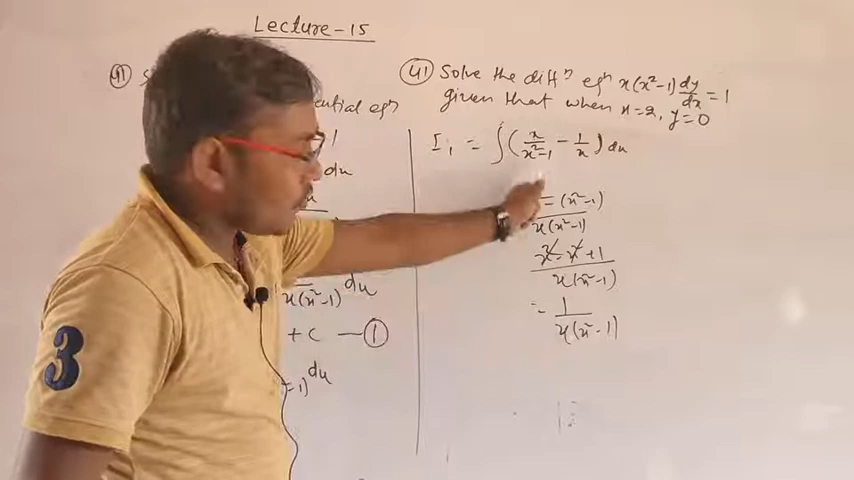 Lecture-15
(41) S
ential eqⁿ
1
du
x(x²-1) du
+ c — (1)
-1) du
(41) Solve the diffⁿ eqⁿ x(x²-1) dy/dx = 1
given that when x=2, y=0
I₁ = ∫(x/(x²-1) - 1/x) du
= (x²-1)
x(x²-1)
x²-x²+1
x(x²-1)
= 1/(x(x²-1))
3